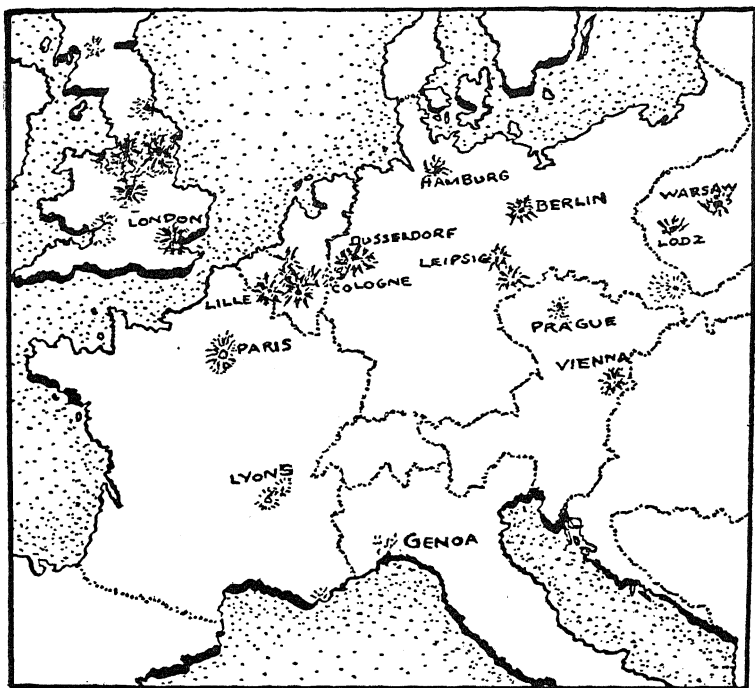 HAMBURG
WARSAW
BERLIN
LONDON
LODZ
DUSSELDORF
LEIPSIG
COLOGNE
LILLE
PRAGUE
PARIS
VIENNA
LYONS
GENOA